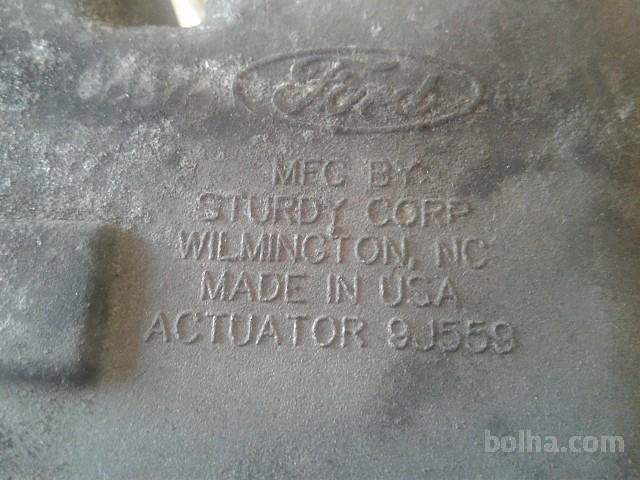 Ford
MFG BY
STURDY CORP
WILMINGTON, NC
MADE IN USA
ACTUATOR 9J559
bolha.com